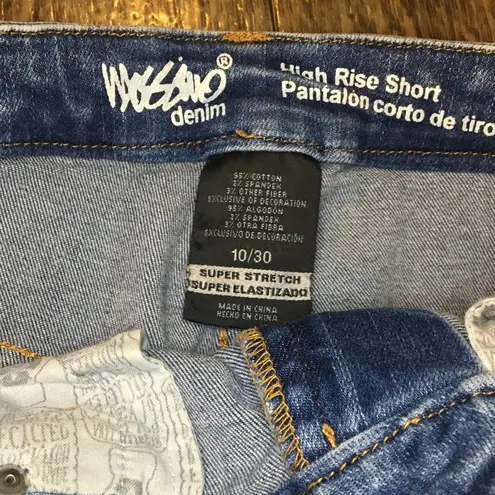 Mossimo®
denim
High Rise Short
Pantalón corto de tiro
95% COTTON
2% SPANDEX
3% OTHER FIBER
EXCLUSIVE OF DECORATION
95% ALGODÓN
2% SPANDEX
3% OTRA FIBRA
EXCLUSIVO DE DECORACIÓN
10/30
SUPER STRETCH
SUPER ELASTIZADO
MADE IN CHINA
HECHO EN CHINA